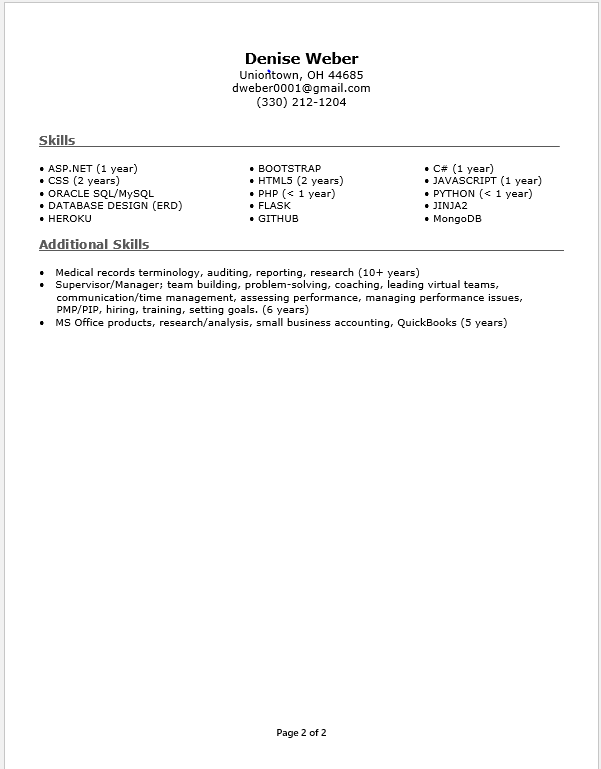 Denise Weber
Uniontown, OH 44685
dweber0001@gmail.com
(330) 212-1204
Skills
• ASP.NET (1 year) • BOOTSTRAP • C# (1 year)
• CSS (2 years) • HTML5 (2 years) • JAVASCRIPT (1 year)
• ORACLE SQL/MySQL • PHP (< 1 year) • PYTHON (< 1 year)
• DATABASE DESIGN (ERD) • FLASK • JINJA2
• HEROKU • GITHUB • MongoDB
Additional Skills
• Medical records terminology, auditing, reporting, research (10+ years)
• Supervisor/Manager; team building, problem-solving, coaching, leading virtual teams,
communication/time management, assessing performance, managing performance issues,
PMP/PIP, hiring, training, setting goals. (6 years)
• MS Office products, research/analysis, small business accounting, QuickBooks (5 years)
Page 2 of 2